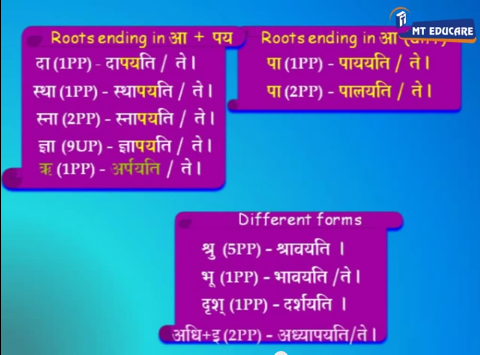 MT EDUCARE
Roots ending in आ + पय
दा (1PP) - दापयति / ते।
स्था (1PP) - स्थापयति / ते।
स्ना (2PP) - स्नापयति / ते।
ज्ञा (9UP) - ज्ञापयति / ते।
ऋ (1PP) - अर्पयति / ते।
Roots ending in आ
पा (1PP) - पाययति / ते।
पा (2PP) - पालयति / ते।
Different forms
श्रु (5PP) - श्रावयति ।
भू (1PP) - भावयति /ते।
दृश् (1PP) - दर्शयति ।
अधि+इ (2PP) - अध्यापयति/ते।